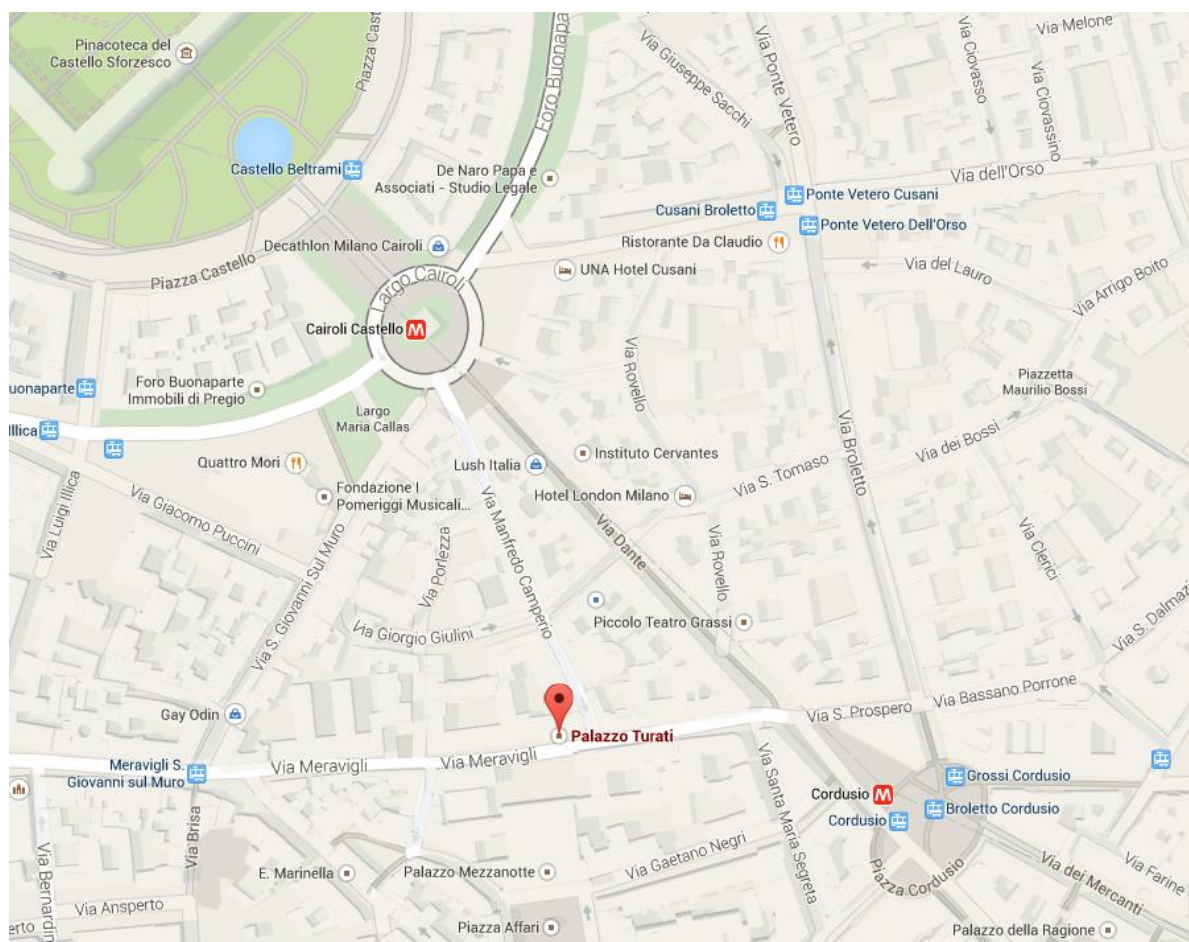 Pinacoteca del
Castello Sforzesco
Piazza Cast
Foro Buonapa
Via Giuseppe Sacchi
Via Ponte Vetero
Via Ciovasso
Via Melone
Via Ciovassino
Castello Beltrami
De Naro Papa e
Associati - Studio Legale
Via dell'Orso
Ponte Vetero Cusani
Cusani Broletto
Ponte Vetero Dell'Orso
Decathlon Milano Cairoli
Ristorante Da Claudio
Piazza Castello
Largo Cairoli
UNA Hotel Cusani
Via del Lauro
Via Arrigo Boito
Cairoli Castello
M
Via Rovello
Buonaparte
Foro Buonaparte
Immobili di Pregio
Piazzetta
Maurilio Bossi
Largo
Maria Callas
Illica
Via Broletto
Via dei Bossi
Quattro Mori
Lush Italia
Instituto Cervantes
Via S. Tomaso
Via Luigi Illica
Via Giacomo Puccini
Fondazione I
Pomeriggi Musicali...
Hotel London Milano
Via Manfredo Camperio
Via Dante
Via Rovello
Via Clerici
Via S. Giovanni Sul Muro
Via Porlezza
Via Giorgio Giulini
Piccolo Teatro Grassi
Via S. Dalmazi
Via Bassano Porrone
Via S. Prospero
Gay Odin
Palazzo Turati
Meravigli S.
Giovanni sul Muro
Via Meravigli
Via Meravigli
Grossi Cordusio
Cordusio
M
Broletto Cordusio
Cordusio
Via Santa Maria Segreta
Via Brisa
Via Bernardin
E. Marinella
Palazzo Mezzanotte
Via Gaetano Negri
Piazza Cordusio
Via dei Mercanti
Via Farine
Via Ansperto
erto
Piazza Affari
Palazzo della Ragione